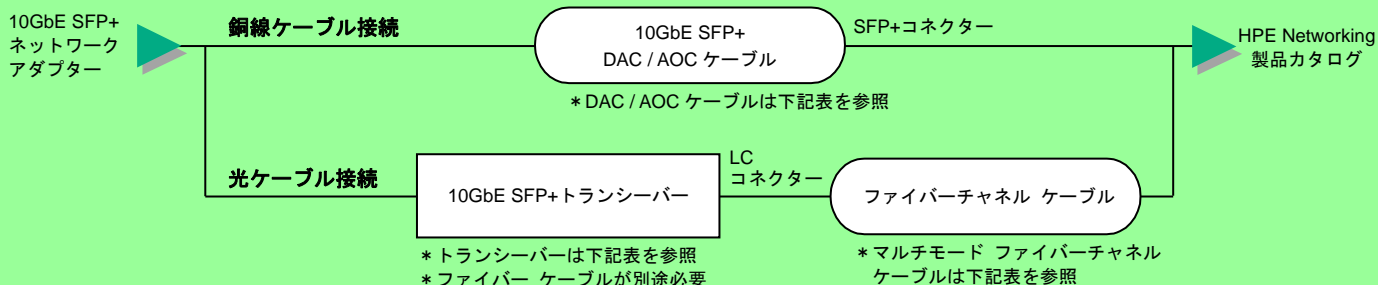 10GbE SFP+
ネットワーク
アダプター
銅線ケーブル接続
10GbE SFP+
DAC / AOC ケーブル
SFP+コネクター
HPE Networking
製品カタログ
＊DAC / AOC ケーブルは下記表を参照
光ケーブル接続
10GbE SFP+トランシーバー
LC
コネクター
ファイバーチャネル ケーブル
＊トランシーバーは下記表を参照
＊ファイバー ケーブルが別途必要
＊マルチモード ファイバーチャネル
ケーブルは下記表を参照